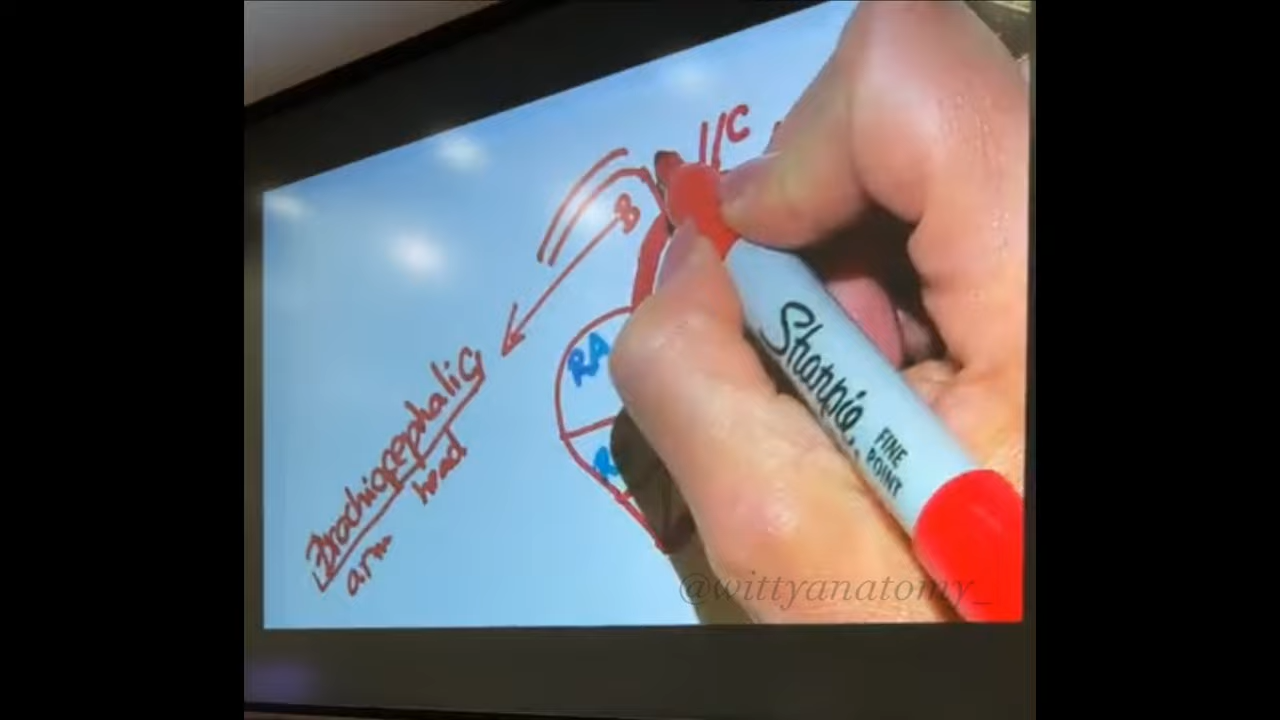 C
B
RA
R
Brachiocephalic
arm
head
Sharpie
FINE
POINT
@wittyanatomy_